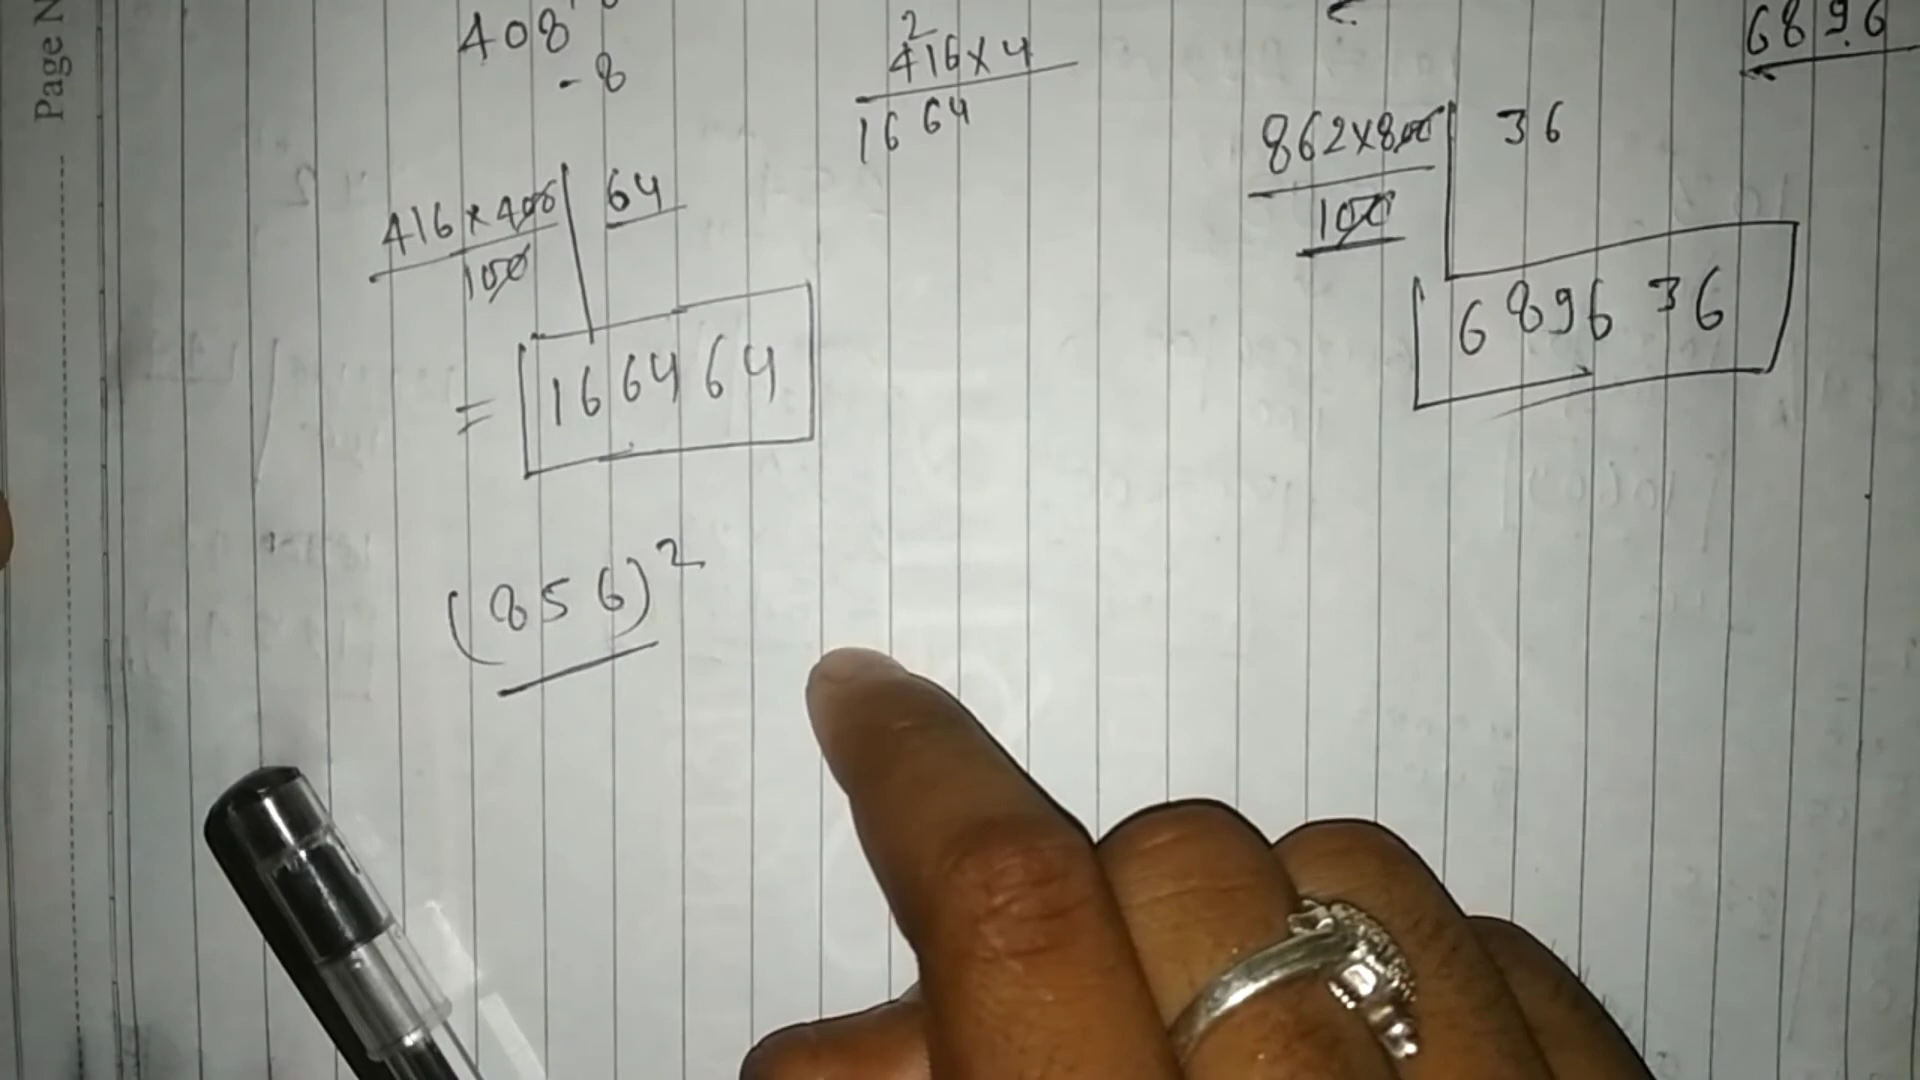 Page N
408
- 8
416 x 400 | 64
100
= 166464
2
416 x 4
1664
(856)²
6896
862 x 800 | 36
100
689636